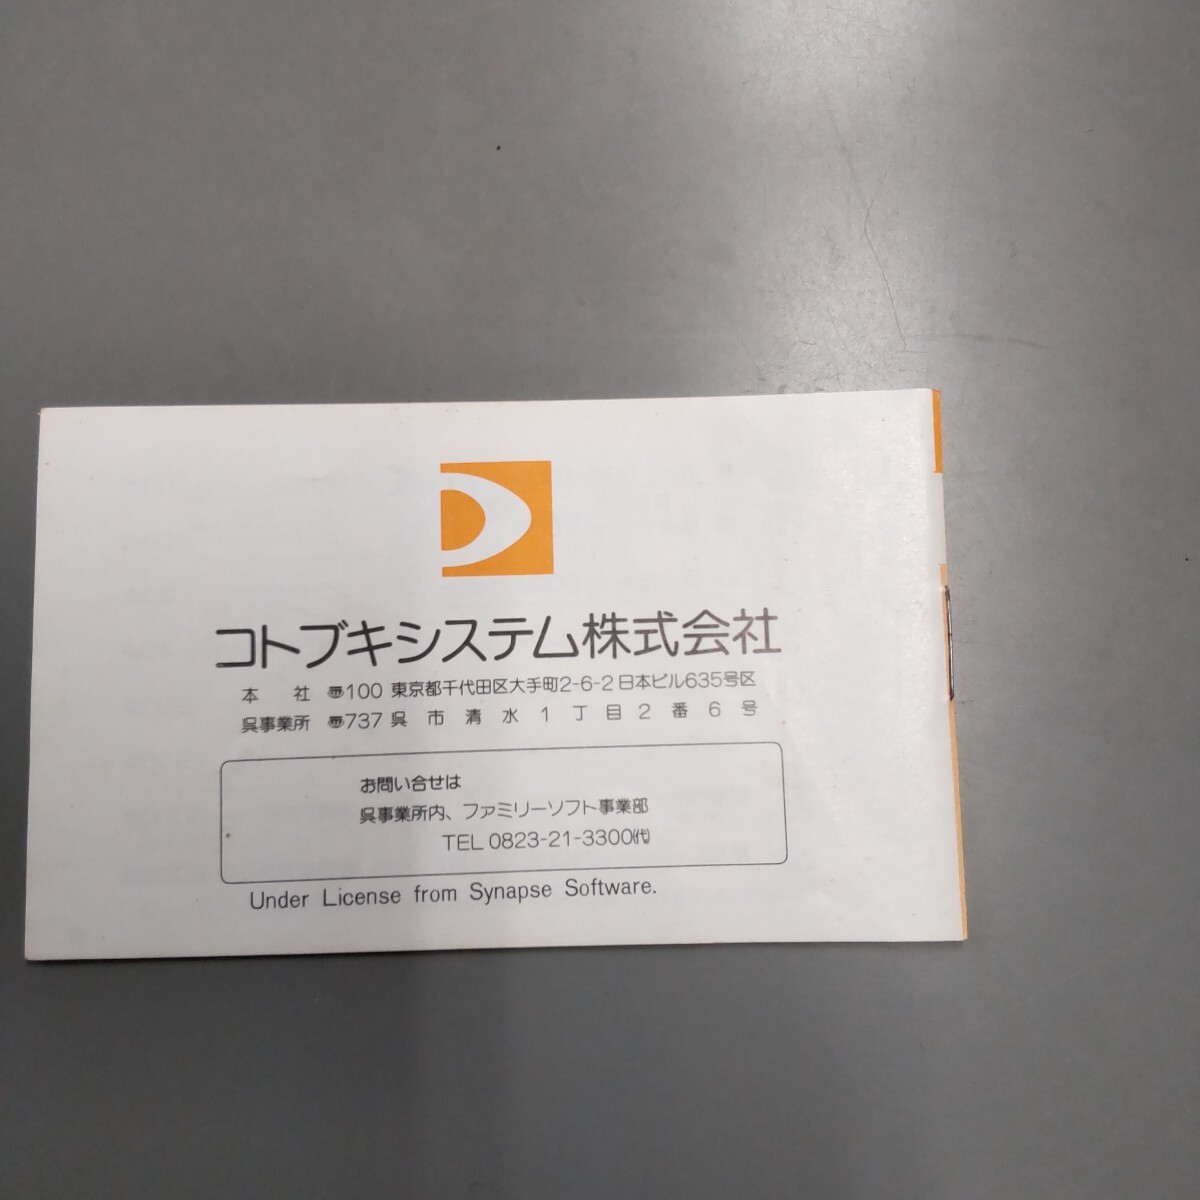 コトブキシステム株式会社
本 社 〠100 東京都千代田区大手町2-6-2日本ビル635号区
呉事業所 〠737 呉市清水1丁目2番6号
お問い合せは
呉事業所内、ファミリーソフト事業部
TEL 0823-21-3300㈹
Under License from Synapse Software.